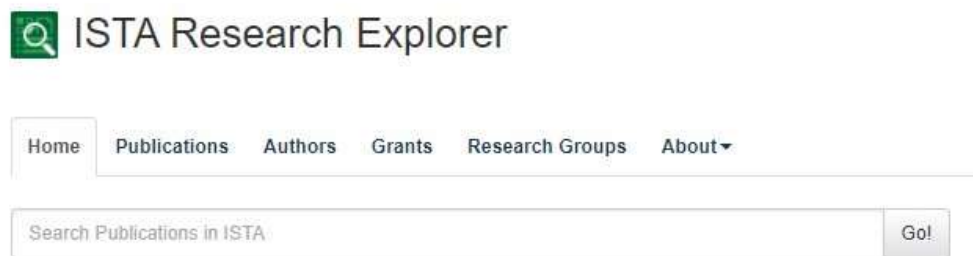 ISTA Research Explorer
Home Publications Authors Grants Research Groups About
Search Publications in ISTA Go!